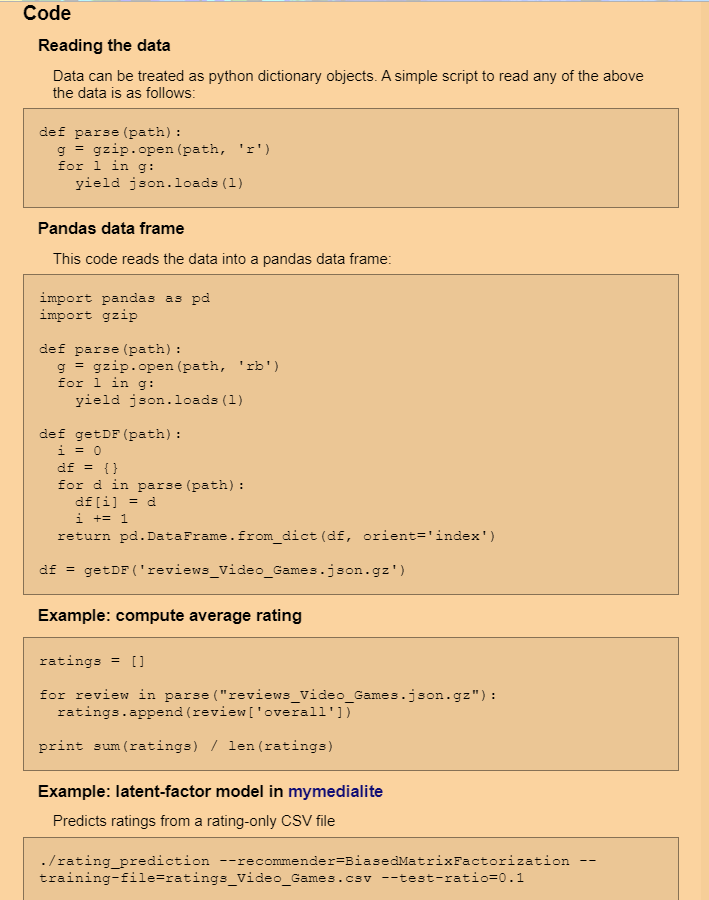 Code
Reading the data
Data can be treated as python dictionary objects. A simple script to read any of the above
the data is as follows:
def parse(path):
  g = gzip.open(path, 'r')
  for l in g:
    yield json.loads(l)
Pandas data frame
This code reads the data into a pandas data frame:
import pandas as pd
import gzip
def parse(path):
  g = gzip.open(path, 'rb')
  for l in g:
    yield json.loads(l)
def getDF(path):
  i = 0
  df = {}
  for d in parse(path):
    df[i] = d
    i += 1
  return pd.DataFrame.from_dict(df, orient='index')
df = getDF('reviews_Video_Games.json.gz')
Example: compute average rating
ratings = []
for review in parse("reviews_Video_Games.json.gz"):
  ratings.append(review['overall'])
print sum(ratings) / len(ratings)
Example: latent-factor model in mymedialite
Predicts ratings from a rating-only CSV file
./rating_prediction --recommender=BiasedMatrixFactorization --
training-file=ratings_Video_Games.csv --test-ratio=0.1